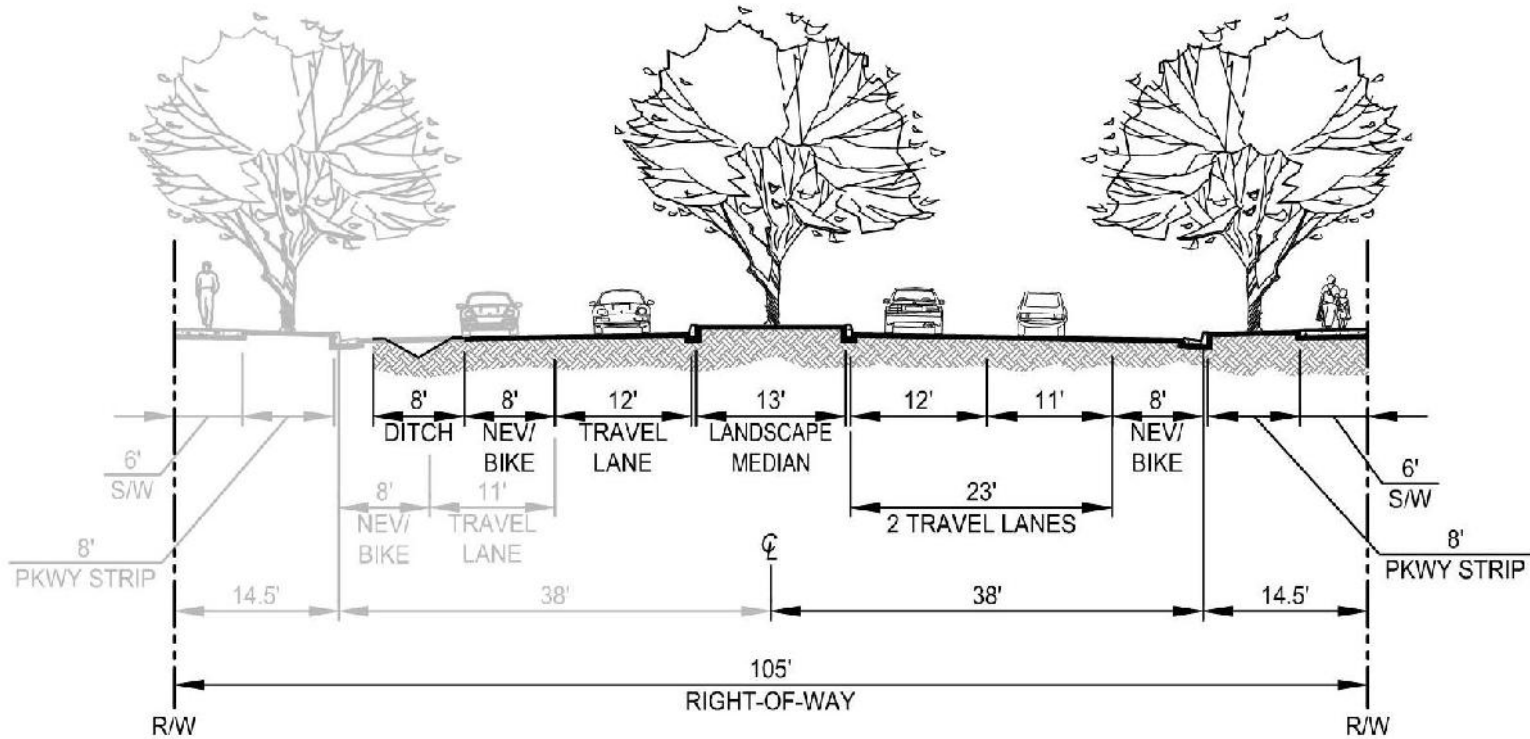 8'
DITCH
8'
NEV/
BIKE
12'
TRAVEL
LANE
13'
LANDSCAPE
MEDIAN
12'
11'
8'
NEV/
BIKE
6'
S/W
8'
NEV/
BIKE
11'
TRAVEL
LANE
23'
2 TRAVEL LANES
6'
S/W
8'
PKWY STRIP
℄
8'
PKWY STRIP
14.5'
38'
38'
14.5'
105'
RIGHT-OF-WAY
R/W
R/W